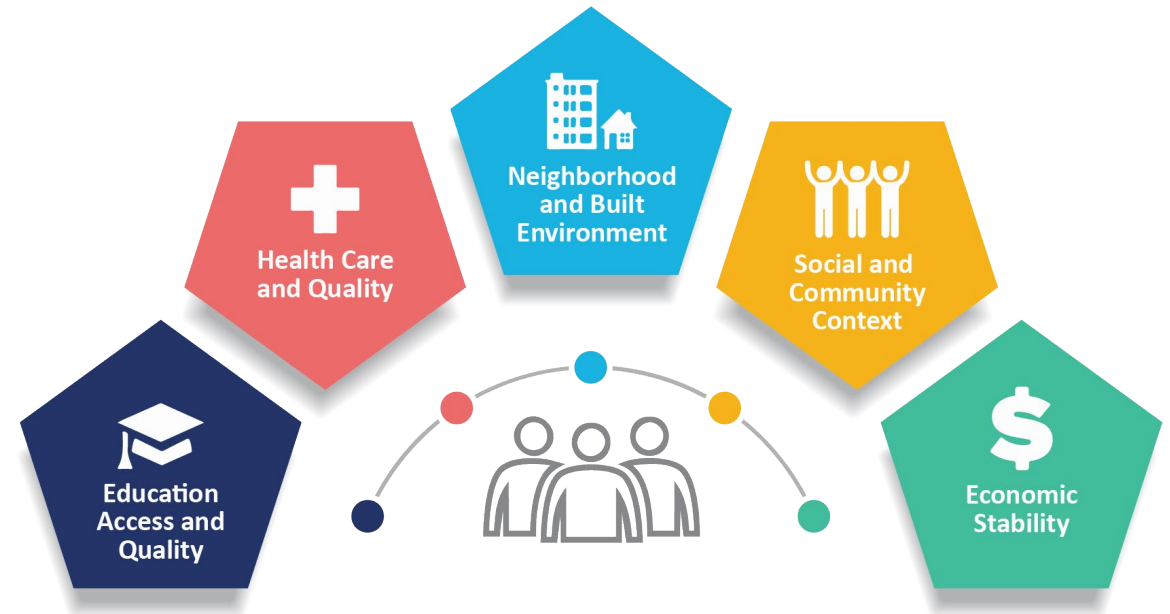 Education
Access and
Quality
Health Care
and Quality
Neighborhood
and Built
Environment
Social and
Community
Context
$
Economic
Stability